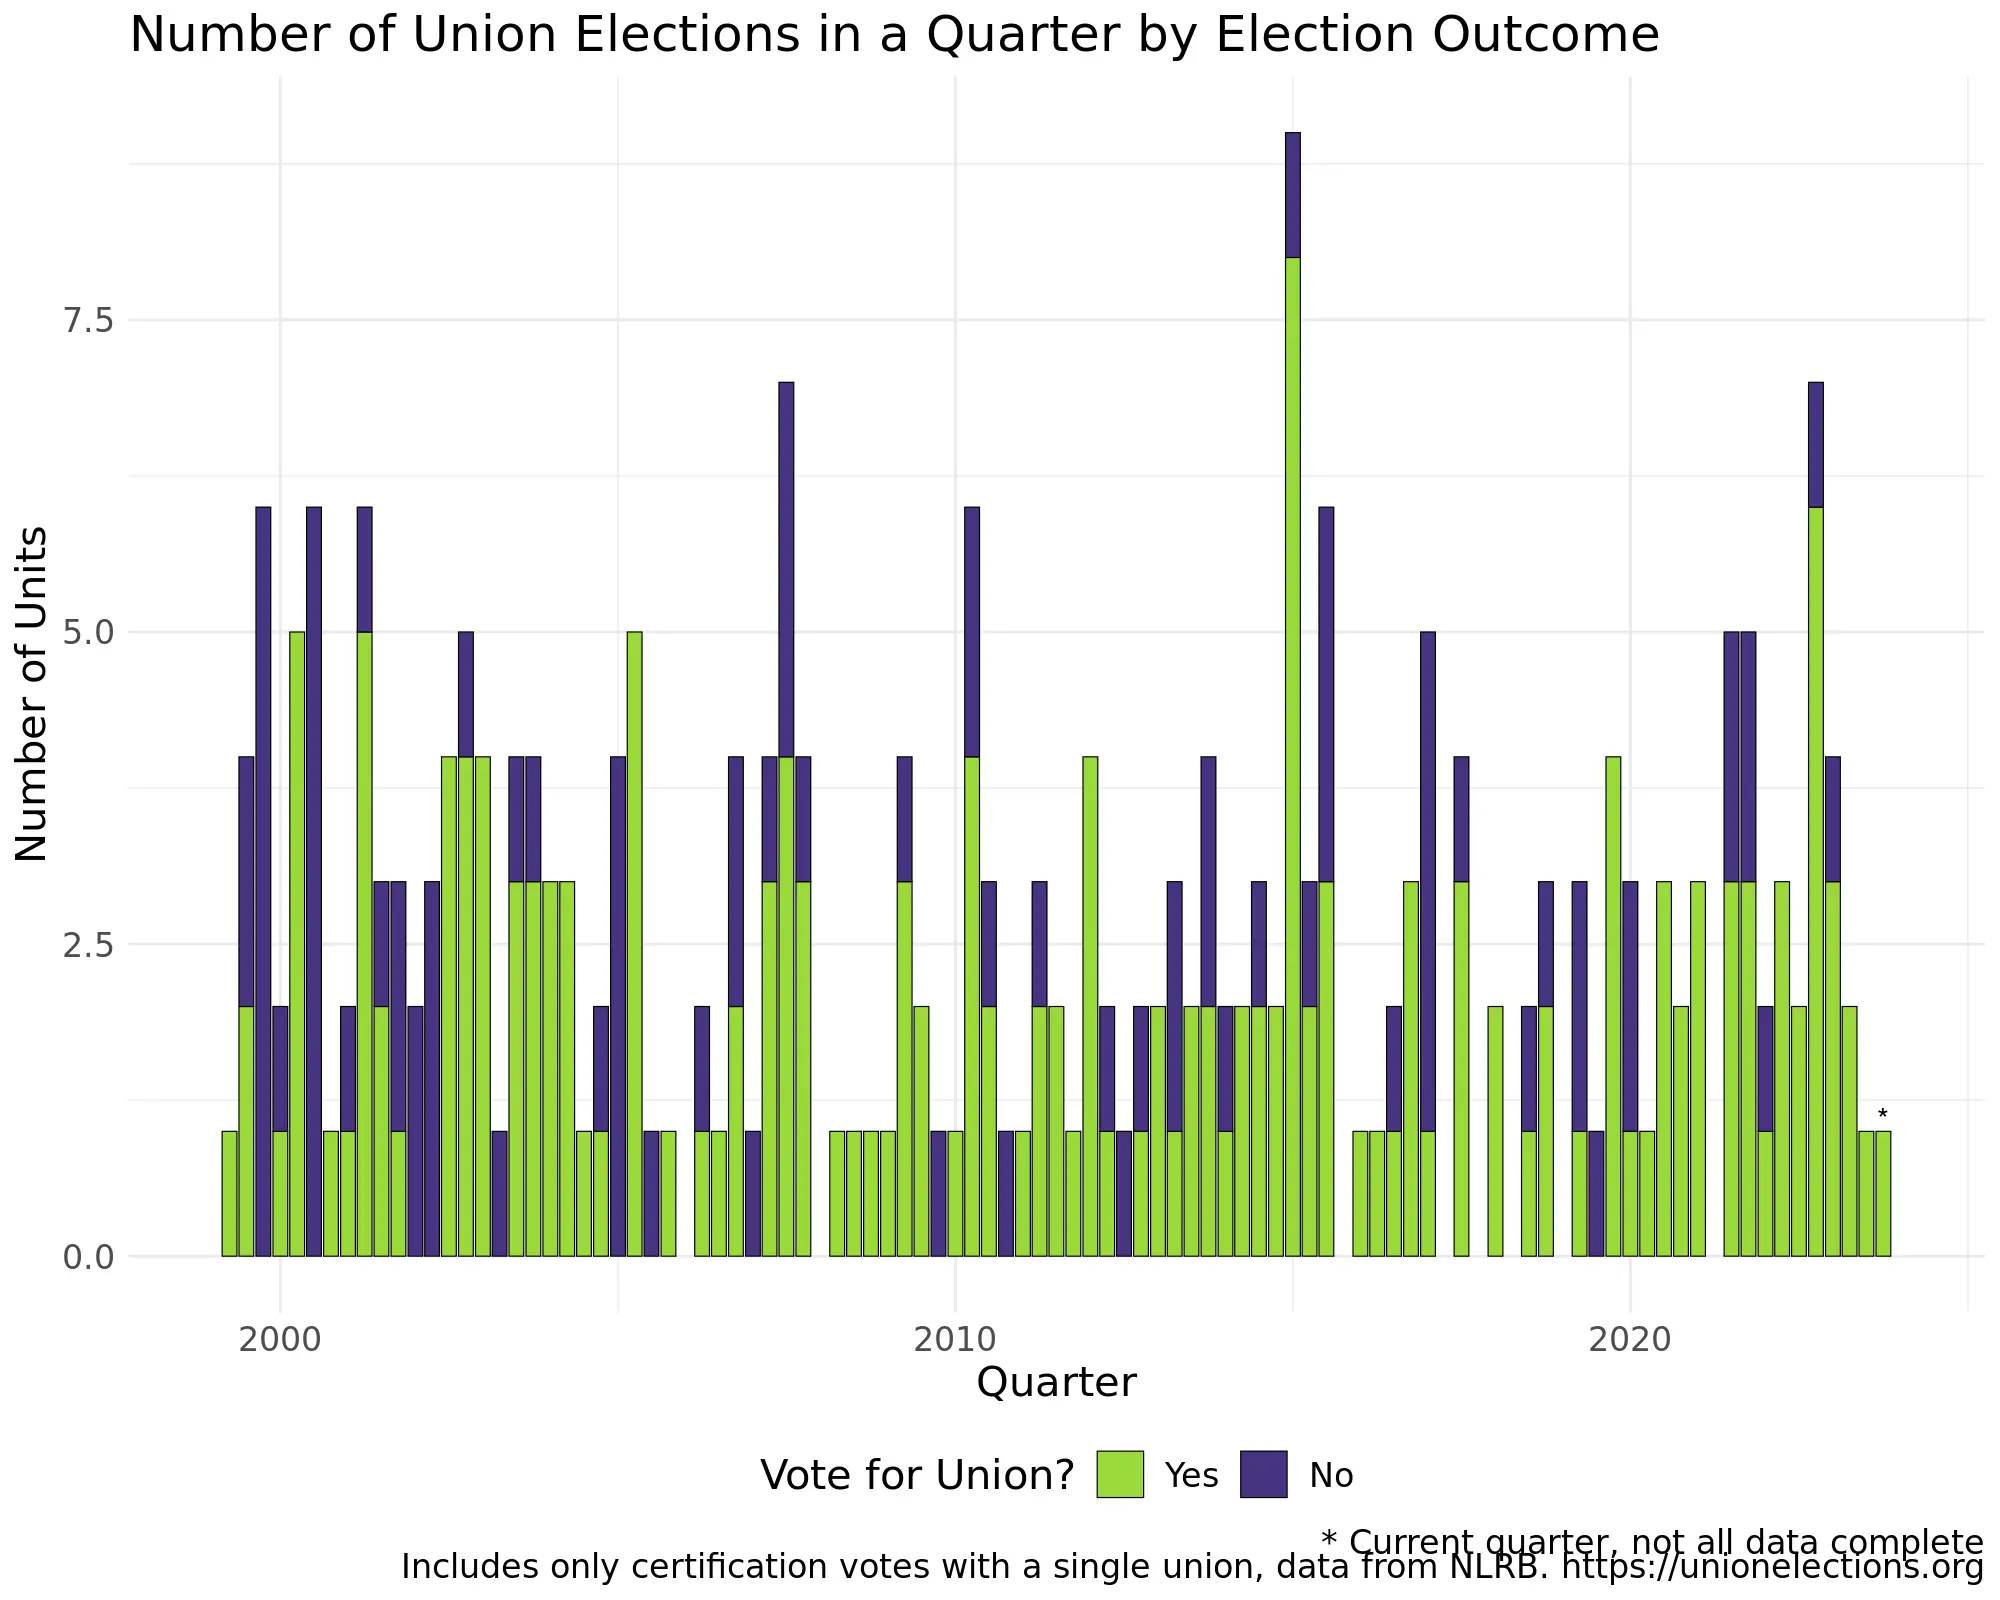 Number of Union Elections in a Quarter by Election Outcome
Number of Units
7.5
5.0
2.5
0.0
*
2000 2010 2020
Quarter
Vote for Union? Yes No
* Current quarter, not all data complete
Includes only certification votes with a single union, data from NLRB. https://unionelections.org